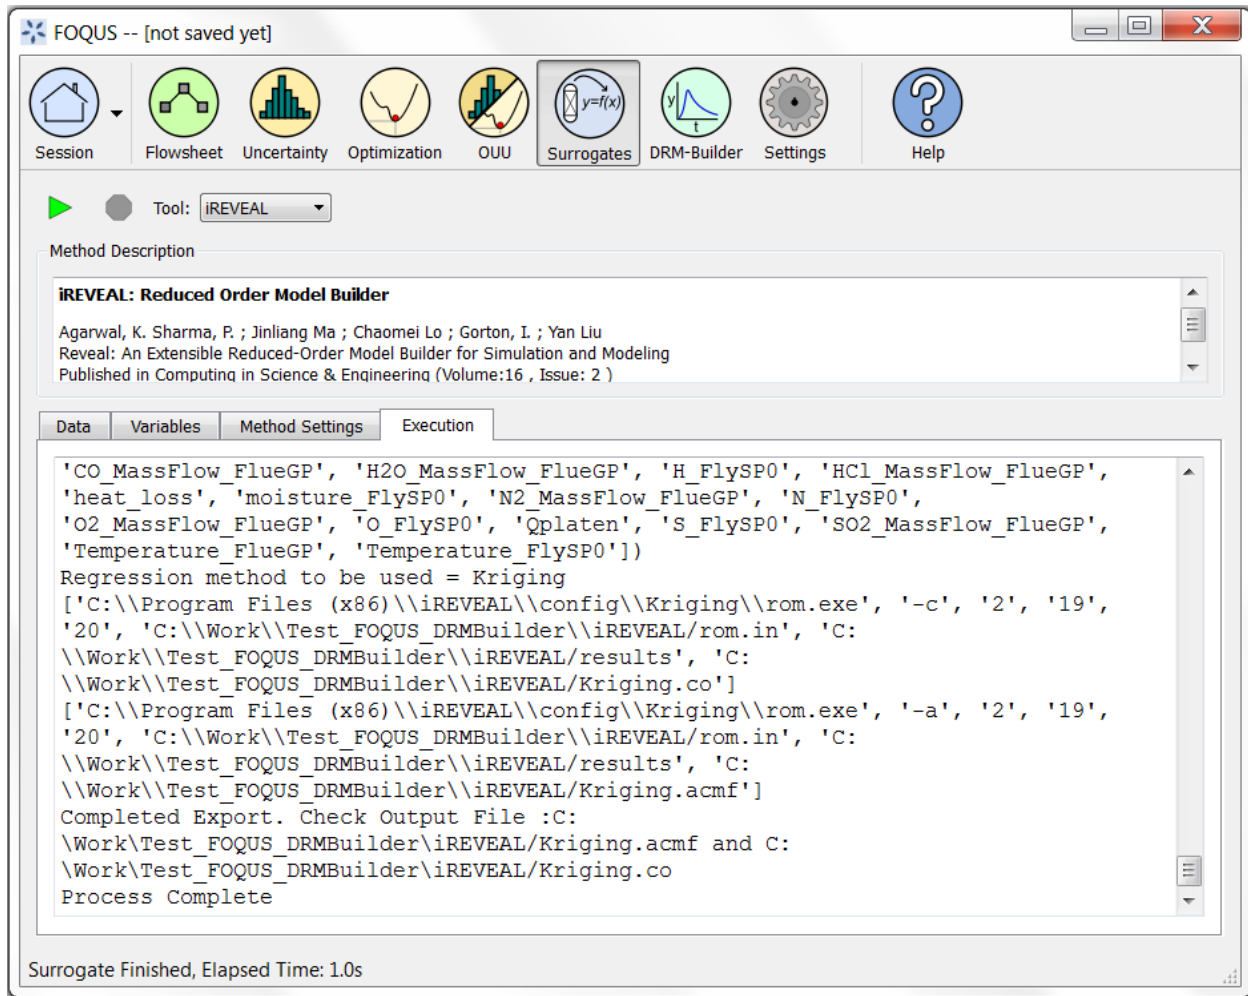 FOQUS -- [not saved yet]
y=f(x)
y
t
Session
Flowsheet
Uncertainty
Optimization
OUU
Surrogates
DRM-Builder
Settings
Help
Tool: iREVEAL
Method Description
iREVEAL: Reduced Order Model Builder
Agarwal, K. Sharma, P. ; Jinliang Ma ; Chaomei Lo ; Gorton, I. ; Yan Liu
Reveal: An Extensible Reduced-Order Model Builder for Simulation and Modeling
Published in Computing in Science & Engineering (Volume:16 , Issue: 2 )
Data
Variables
Method Settings
Execution
'CO_MassFlow_FlueGP', 'H2O_MassFlow_FlueGP', 'H_FlySP0', 'HCl_MassFlow_FlueGP',
'heat_loss', 'moisture_FlySP0', 'N2_MassFlow_FlueGP', 'N_FlySP0',
'O2_MassFlow_FlueGP', 'O_FlySP0', 'Qplaten', 'S_FlySP0', 'SO2_MassFlow_FlueGP',
'Temperature_FlueGP', 'Temperature_FlySP0'])
Regression method to be used = Kriging
['C:\\Program Files (x86)\\iREVEAL\\config\\Kriging\\rom.exe', '-c', '2', '19',
'20', 'C:\\Work\\Test_FOQUS_DRMBuilder\\iREVEAL/rom.in', 'C:
\\Work\\Test_FOQUS_DRMBuilder\\iREVEAL/results', 'C:
\\Work\\Test_FOQUS_DRMBuilder\\iREVEAL/Kriging.co']
['C:\\Program Files (x86)\\iREVEAL\\config\\Kriging\\rom.exe', '-a', '2', '19',
'20', 'C:\\Work\\Test_FOQUS_DRMBuilder\\iREVEAL/rom.in', 'C:
\\Work\\Test_FOQUS_DRMBuilder\\iREVEAL/results', 'C:
\\Work\\Test_FOQUS_DRMBuilder\\iREVEAL/Kriging.acmf']
Completed Export. Check Output File :C:
\Work\Test_FOQUS_DRMBuilder\iREVEAL/Kriging.acmf and C:
\Work\Test_FOQUS_DRMBuilder\iREVEAL/Kriging.co
Process Complete
Surrogate Finished, Elapsed Time: 1.0s